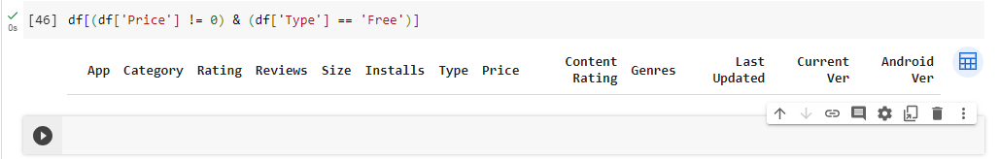 [46] df[(df['Price'] != 0) & (df['Type'] == 'Free')]
0s
App Category Rating Reviews Size Installs Type Price Content Rating Genres Last Updated Current Ver Android Ver